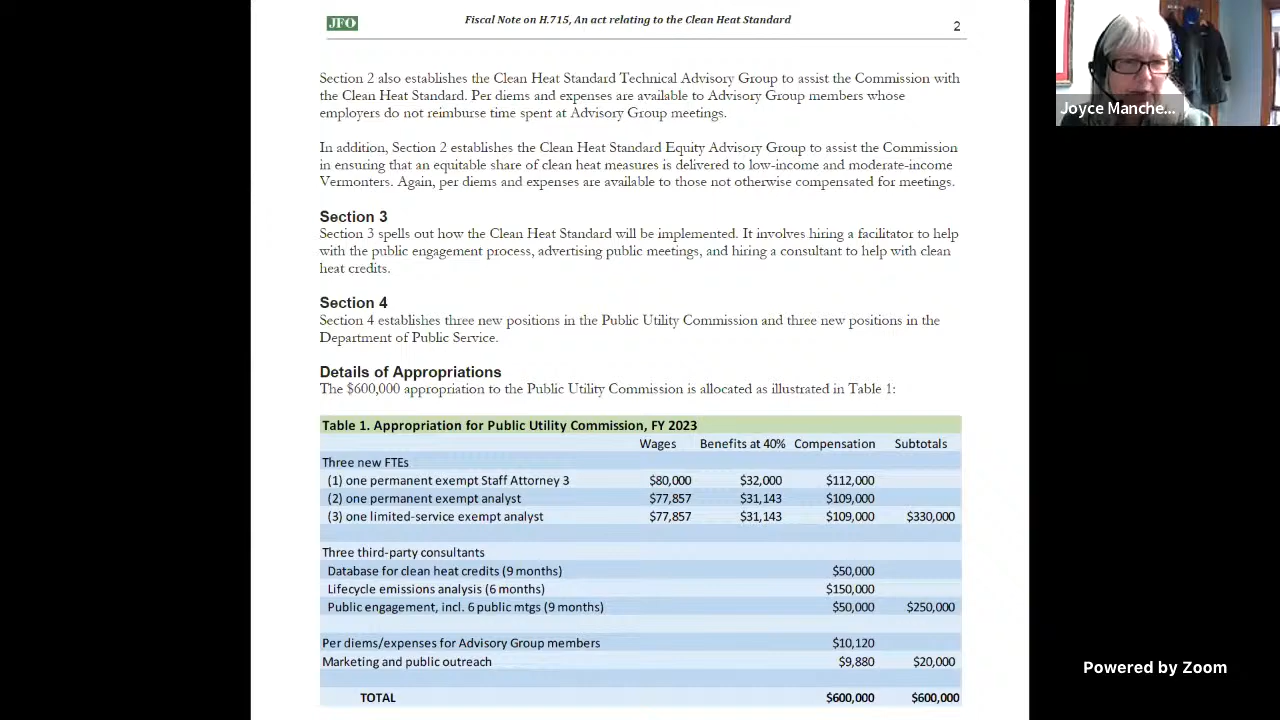 JFO
Fiscal Note on H.715, An act relating to the Clean Heat Standard
2
Section 2 also establishes the Clean Heat Standard Technical Advisory Group to assist the Commission with
the Clean Heat Standard. Per diems and expenses are available to Advisory Group members whose
employers do not reimburse time spent at Advisory Group meetings.
In addition, Section 2 establishes the Clean Heat Standard Equity Advisory Group to assist the Commission
in ensuring that an equitable share of clean heat measures is delivered to low-income and moderate-income
Vermonters. Again, per diems and expenses are available to those not otherwise compensated for meetings.
Section 3
Section 3 spells out how the Clean Heat Standard will be implemented. It involves hiring a facilitator to help
with the public engagement process, advertising public meetings, and hiring a consultant to help with clean
heat credits.
Section 4
Section 4 establishes three new positions in the Public Utility Commission and three new positions in the
Department of Public Service.
Details of Appropriations
The $600,000 appropriation to the Public Utility Commission is allocated as illustrated in Table 1:
Table 1. Appropriation for Public Utility Commission, FY 2023
Wages Benefits at 40% Compensation Subtotals
Three new FTEs
(1) one permanent exempt Staff Attorney 3 $80,000 $32,000 $112,000
(2) one permanent exempt analyst $77,857 $31,143 $109,000
(3) one limited-service exempt analyst $77,857 $31,143 $109,000 $330,000
Three third-party consultants
Database for clean heat credits (9 months) $50,000
Lifecycle emissions analysis (6 months) $150,000
Public engagement, incl. 6 public mtgs (9 months) $50,000 $250,000
Per diems/expenses for Advisory Group members $10,120
Marketing and public outreach $9,880 $20,000
TOTAL $600,000 $600,000
Joyce Manche...
Powered by Zoom